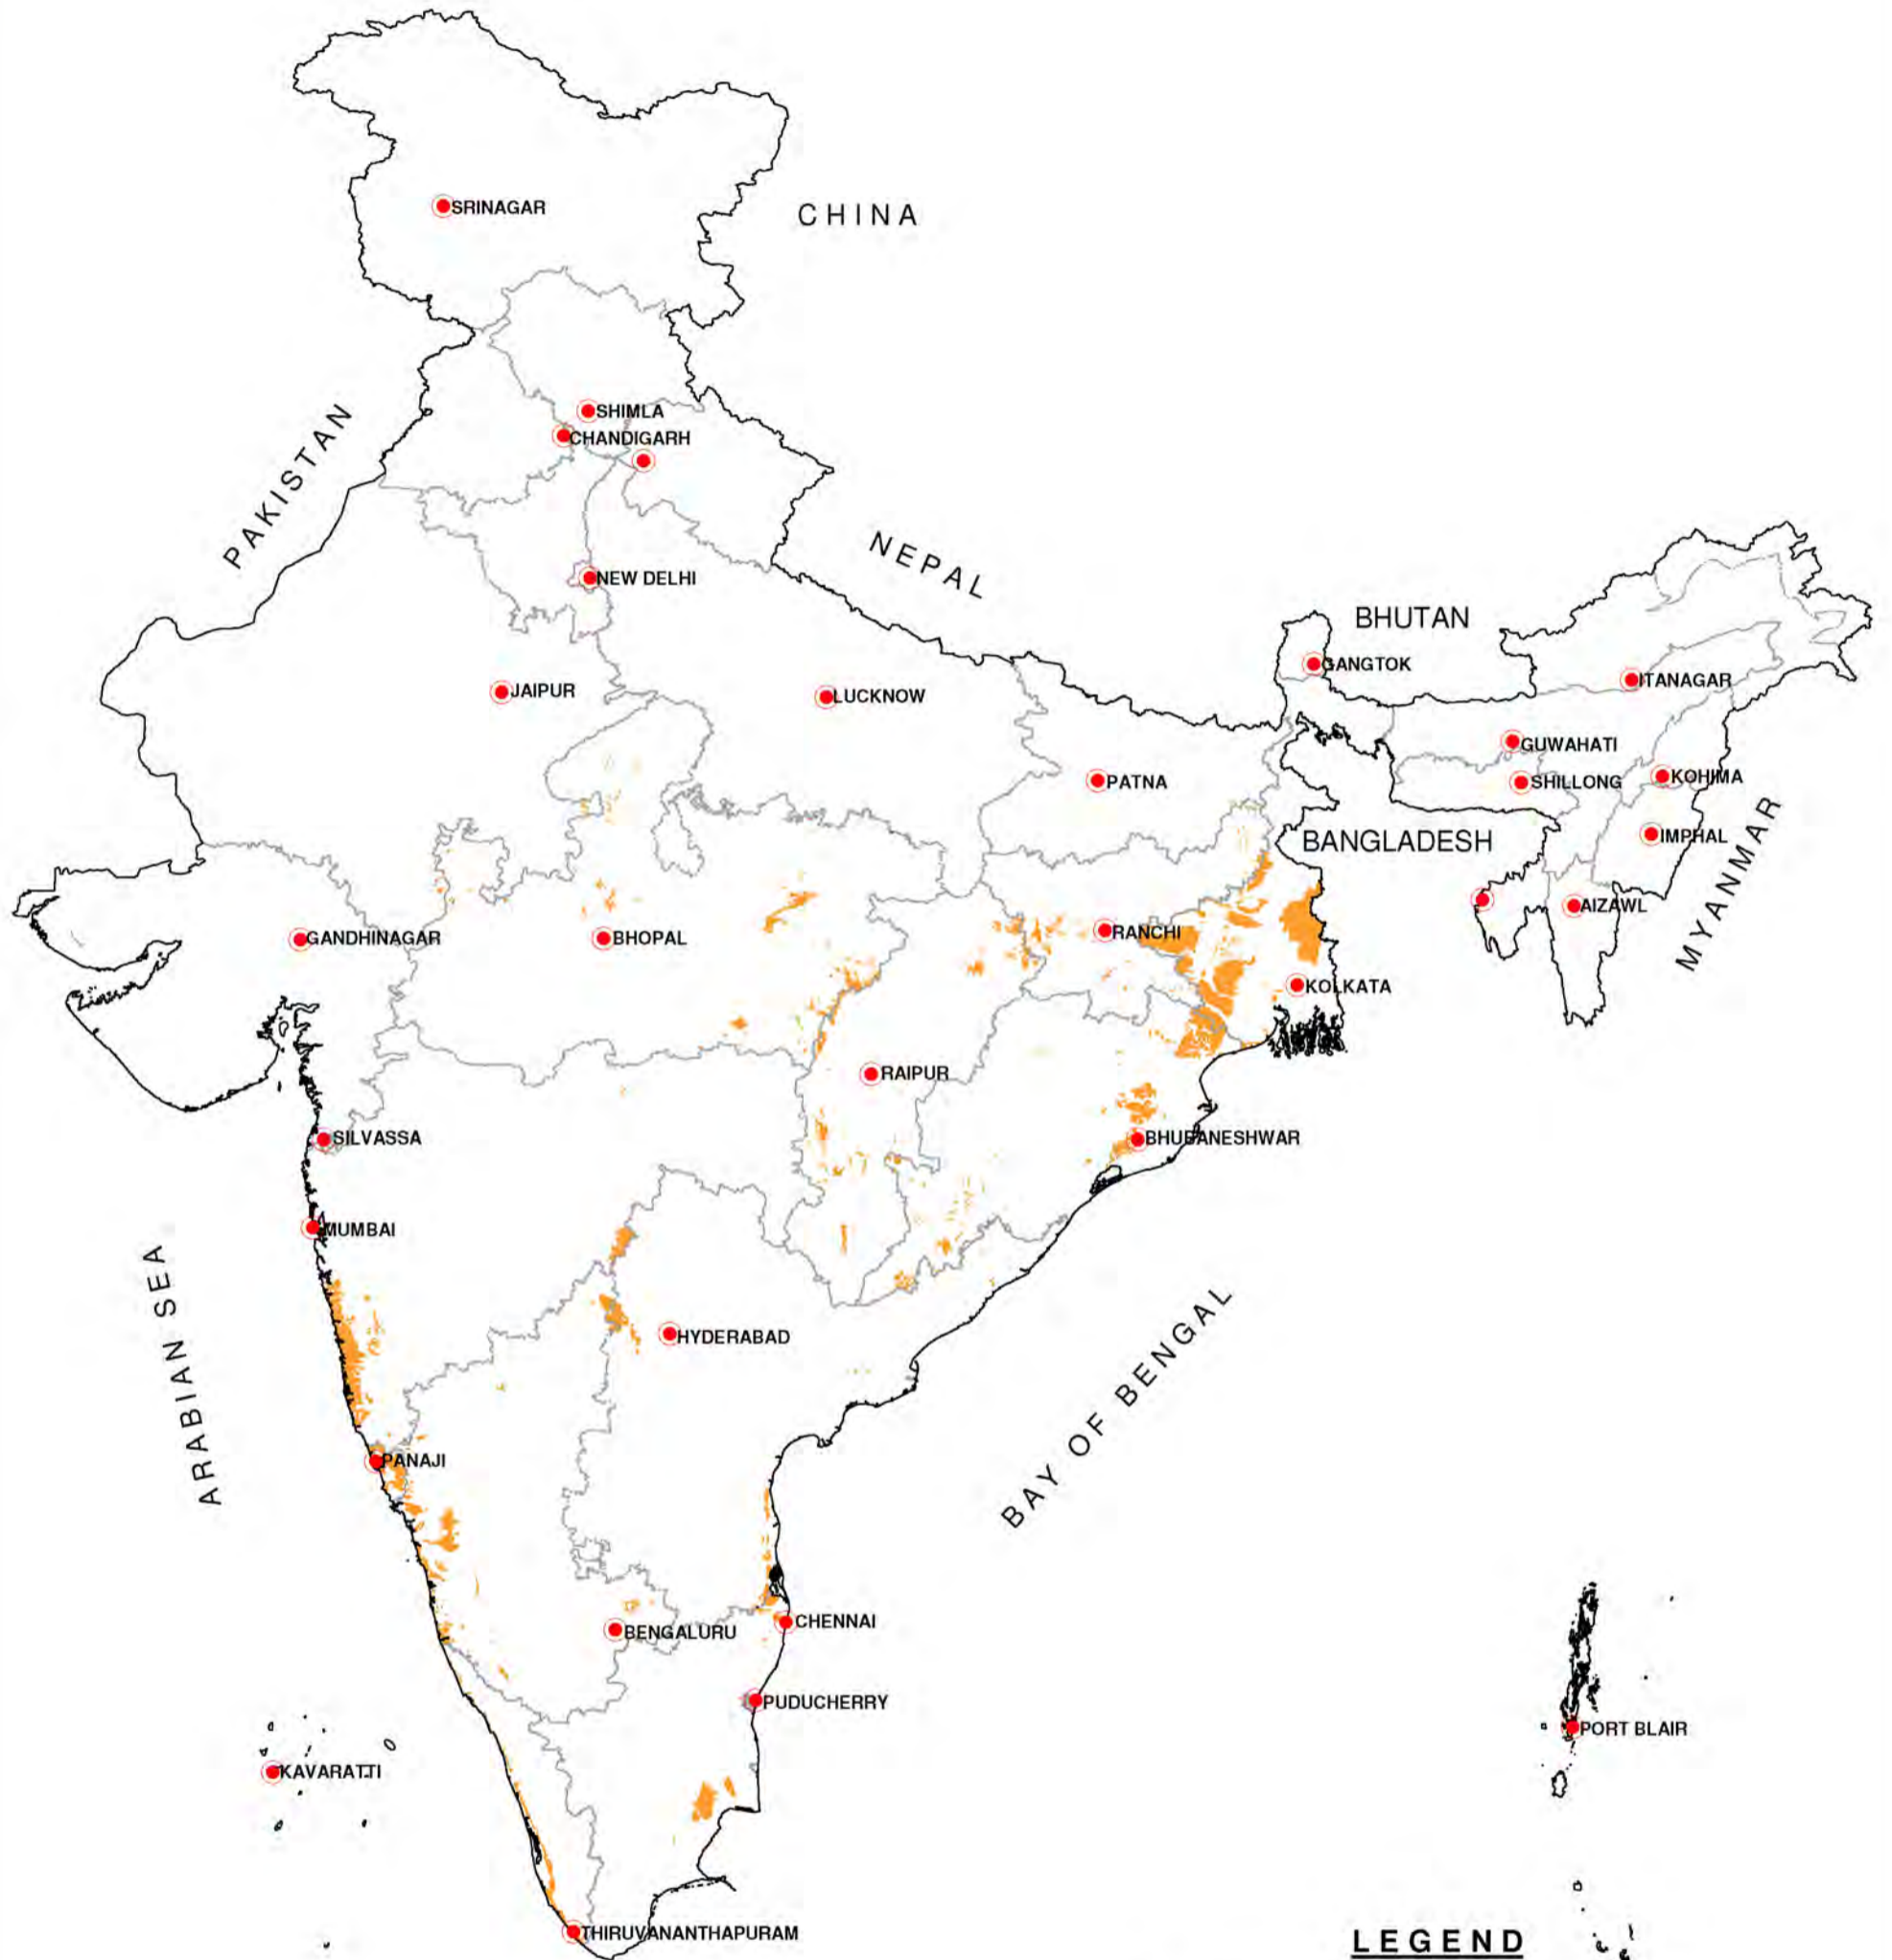 SRINAGAR
CHINA
SHIMLA
CHANDIGARH
PAKISTAN
NEPAL
NEW DELHI
BHUTAN
GANGTOK
ITANAGAR
JAIPUR
LUCKNOW
GUWAHATI
SHILLONG
KOHIMA
PATNA
IMPHAL
BANGLADESH
MYANMAR
AIZAWL
GANDHINAGAR
BHOPAL
RANCHI
KOLKATA
RAIPUR
SILVASSA
BHUBANESHWAR
MUMBAI
ARABIAN SEA
HYDERABAD
BAY OF BENGAL
PANAJI
CHENNAI
BENGALURU
PUDUCHERRY
PORT BLAIR
KAVARATTI
THIRUVANANTHAPURAM
LEGEND